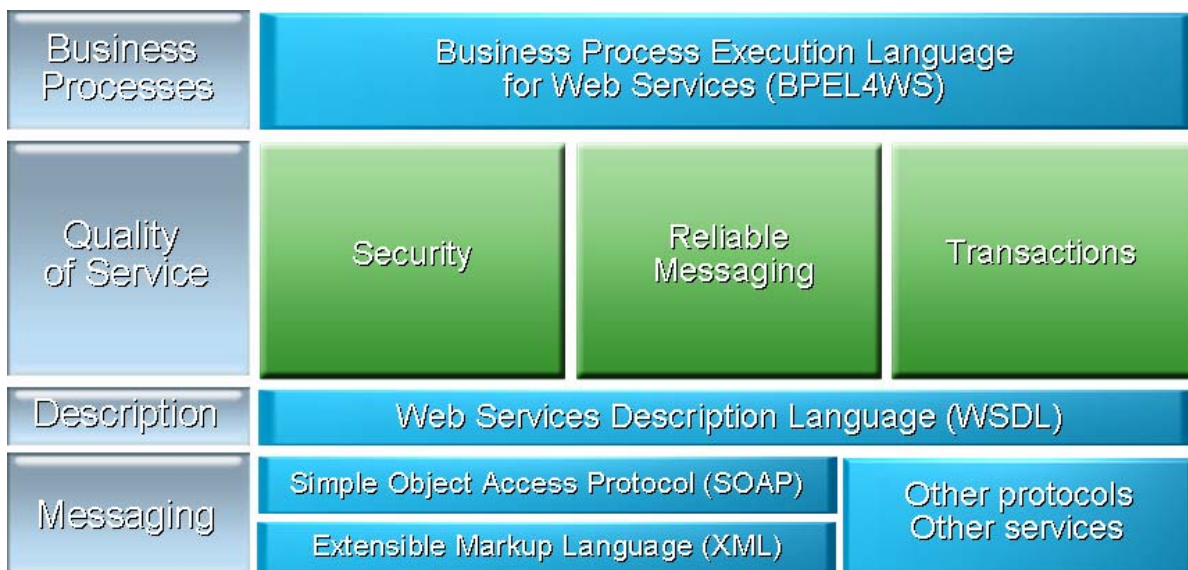 Business
Processes
Business Process Execution Language
for Web Services (BPEL4WS)
Quality
of Service
Security
Reliable
Messaging
Transactions
Description
Web Services Description Language (WSDL)
Messaging
Simple Object Access Protocol (SOAP)
Extensible Markup Language (XML)
Other protocols
Other services